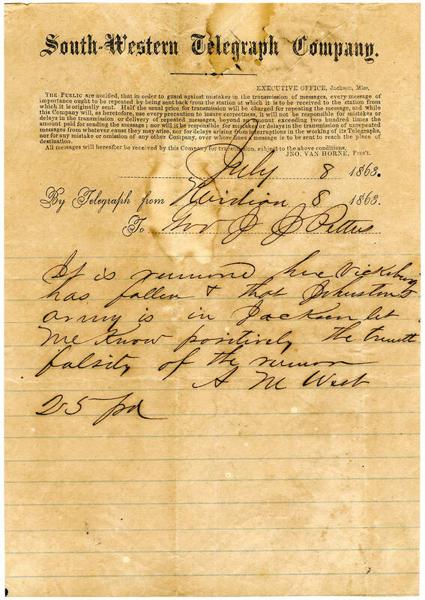 South-Western Telegraph Company.
EXECUTIVE OFFICE, Jackson, Miss.
THE PUBLIC are notified, that in order to guard against mistakes in the transmission of messages, every message of
importance ought to be repeated by being sent back from the station at which it is to be received to the station from
which it is originally sent. Half the usual price for transmission will be charged for repeating the message, and while
this Company will, as heretofore, use every precaution to insure correctness, it will not be responsible for mistakes or
delays in the transmission or delivery of repeated messages, beyond an amount exceeding two hundred times the
amount paid for sending the message; nor will it be responsible for mistakes or delays in the transmission of unrepeated
messages from whatever cause they may arise, nor for delays arising from interruptions in the working of its Telegraphs,
nor for any mistake or omission of any other Company, over whose lines a message is to be sent to reach the place of
destination.
All messages will hereafter be received by this Company for transmission, subject to the above conditions.
JNO. VAN HORNE, Pres't.
July 8 1863.
By Telegraph from Meridian 8 1863.
To Gov J J Pettus
It is rumored here Vicksburg
has fallen & that Johnstons
army is in Jackson let
me know positively the truth
falsity of the rumor
A M West
25 pd